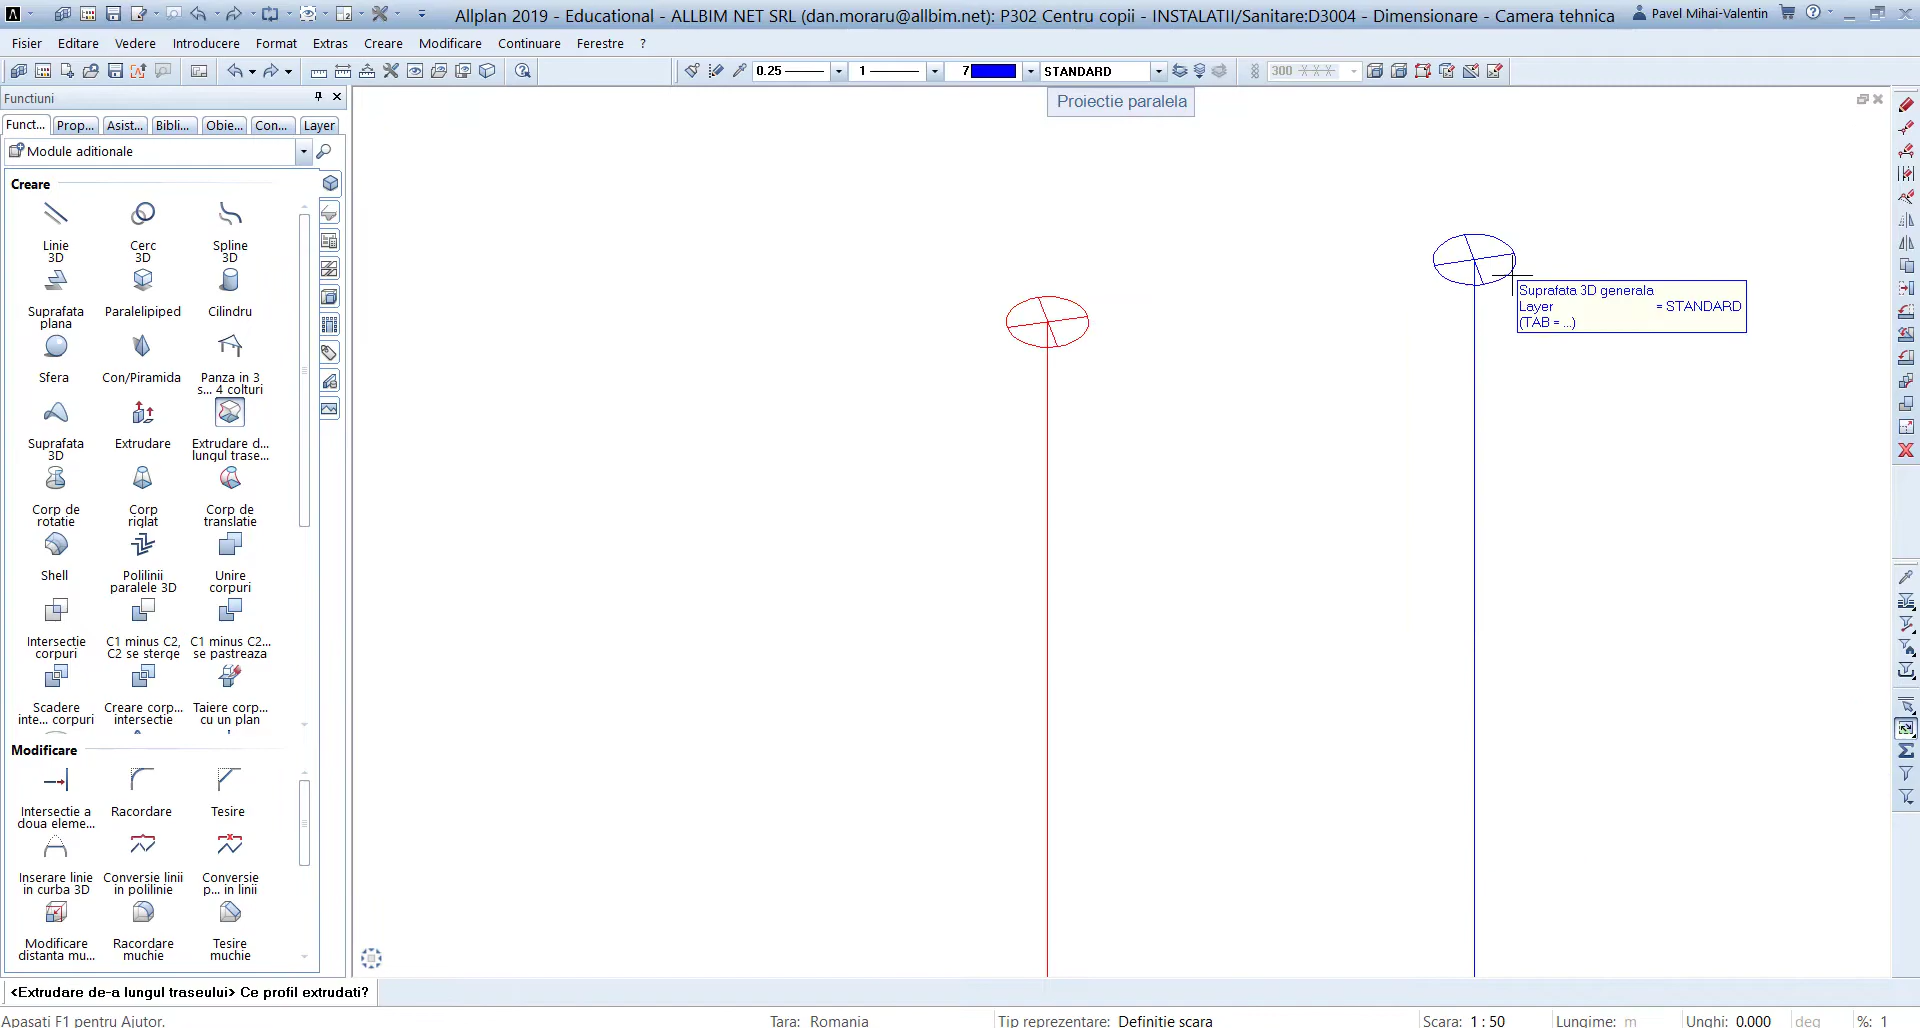 Allplan 2019 - Educational - ALLBIM NET SRL (dan.moraru@allbim.net): P302 Centru copii - INSTALATII/Sanitare:D3004 - Dimensionare - Camera tehnica
Pavel Mihai-Valentin
Fisier Editare Vedere Introducere Format Extras Creare Modificare Continuare Ferestre ?
0.25 1 7 STANDARD 300
Functiuni
Proiectie paralela
Funct... Prop... Asist... Bibli... Obie... Con... Layer
Module aditionale
Creare
Linie 3D
Cerc 3D
Spline 3D
Suprafata plana
Paralelipiped
Cilindru
Sfera
Con/Piramida
Panza in 3 s... 4 colturi
Suprafata 3D
Extrudare
Extrudare d... lungul trase...
Corp de rotatie
Corp riglat
Corp de translatie
Shell
Polilinii paralele 3D
Unire corpuri
Intersectie corpuri
C1 minus C2, C2 se sterge
C1 minus C2... se pastreaza
Scadere inte... corpuri
Creare corp... intersectie
Taiere corp... cu un plan
Modificare
Intersectie a doua eleme...
Racordare
Tesire
Inserare linie in curba 3D
Conversie linii in polilinie
Conversie p... in linii
Modificare distanta mu...
Racordare muchie
Tesire muchie
Suprafata 3D generala
Layer = STANDARD
(TAB = ...)
<Extrudare de-a lungul traseului> Ce profil extrudati?
Apasati F1 pentru Ajutor.
Tara: Romania
Tip reprezentare: Definitie scara
Scara: 1 : 50
Lungime: m
Unghi: 0.000 deg
%: 1